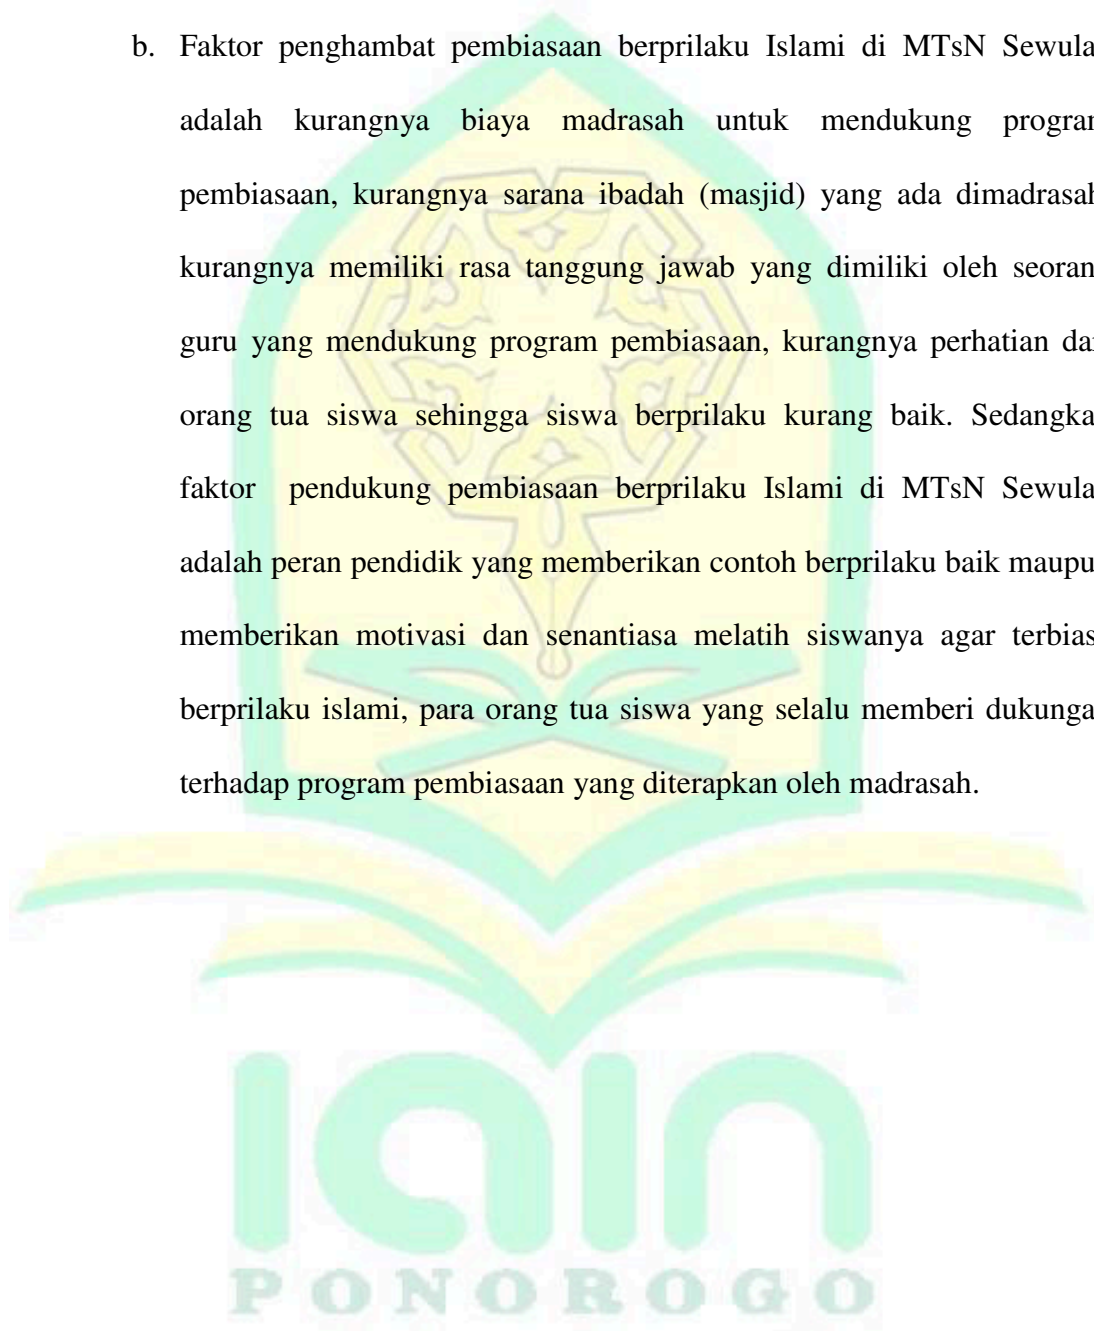 b. Faktor penghambat pembiasaan berprilaku Islami di MTsN Sewula
adalah kurangnya biaya madrasah untuk mendukung progra
pembiasaan, kurangnya sarana ibadah (masjid) yang ada dimadrasah
kurangnya memiliki rasa tanggung jawab yang dimiliki oleh seoran
guru yang mendukung program pembiasaan, kurangnya perhatian da
orang tua siswa sehingga siswa berprilaku kurang baik. Sedangka
faktor pendukung pembiasaan berprilaku Islami di MTsN Sewula
adalah peran pendidik yang memberikan contoh berprilaku baik maupu
memberikan motivasi dan senantiasa melatih siswanya agar terbias
berprilaku islami, para orang tua siswa yang selalu memberi dukunga
terhadap program pembiasaan yang diterapkan oleh madrasah.
iain
PONOROGO